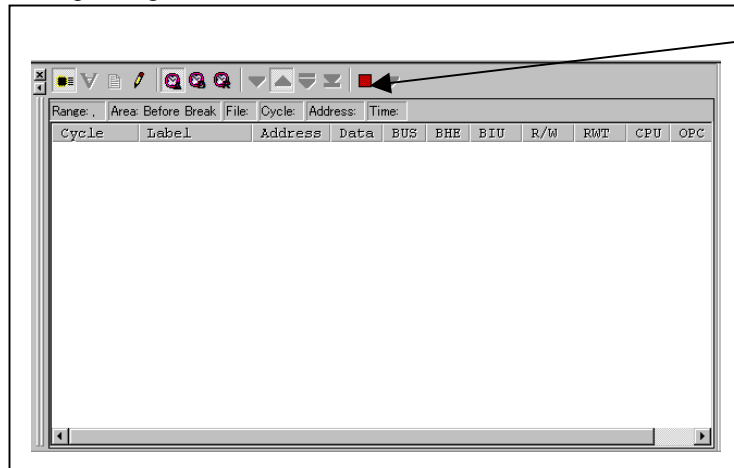 Range: , Area: Before Break File: Cycle: Address: Time:
Cycle Label Address Data BUS BHE BIU R/W RWT CPU OPC